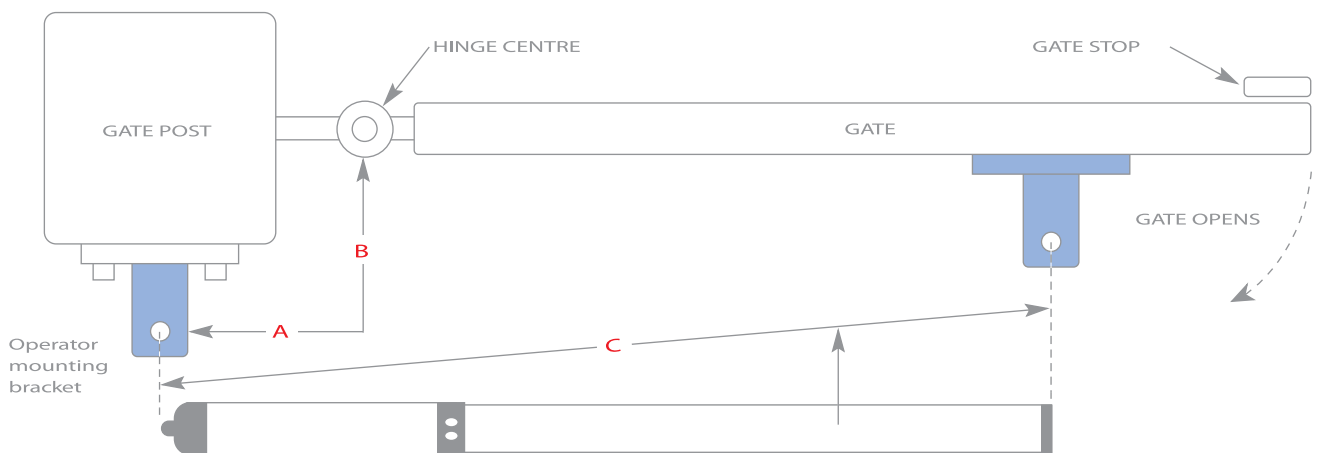 HINGE CENTRE
GATE STOP
GATE POST
GATE
GATE OPENS
B
A
C
Operator
mounting
bracket